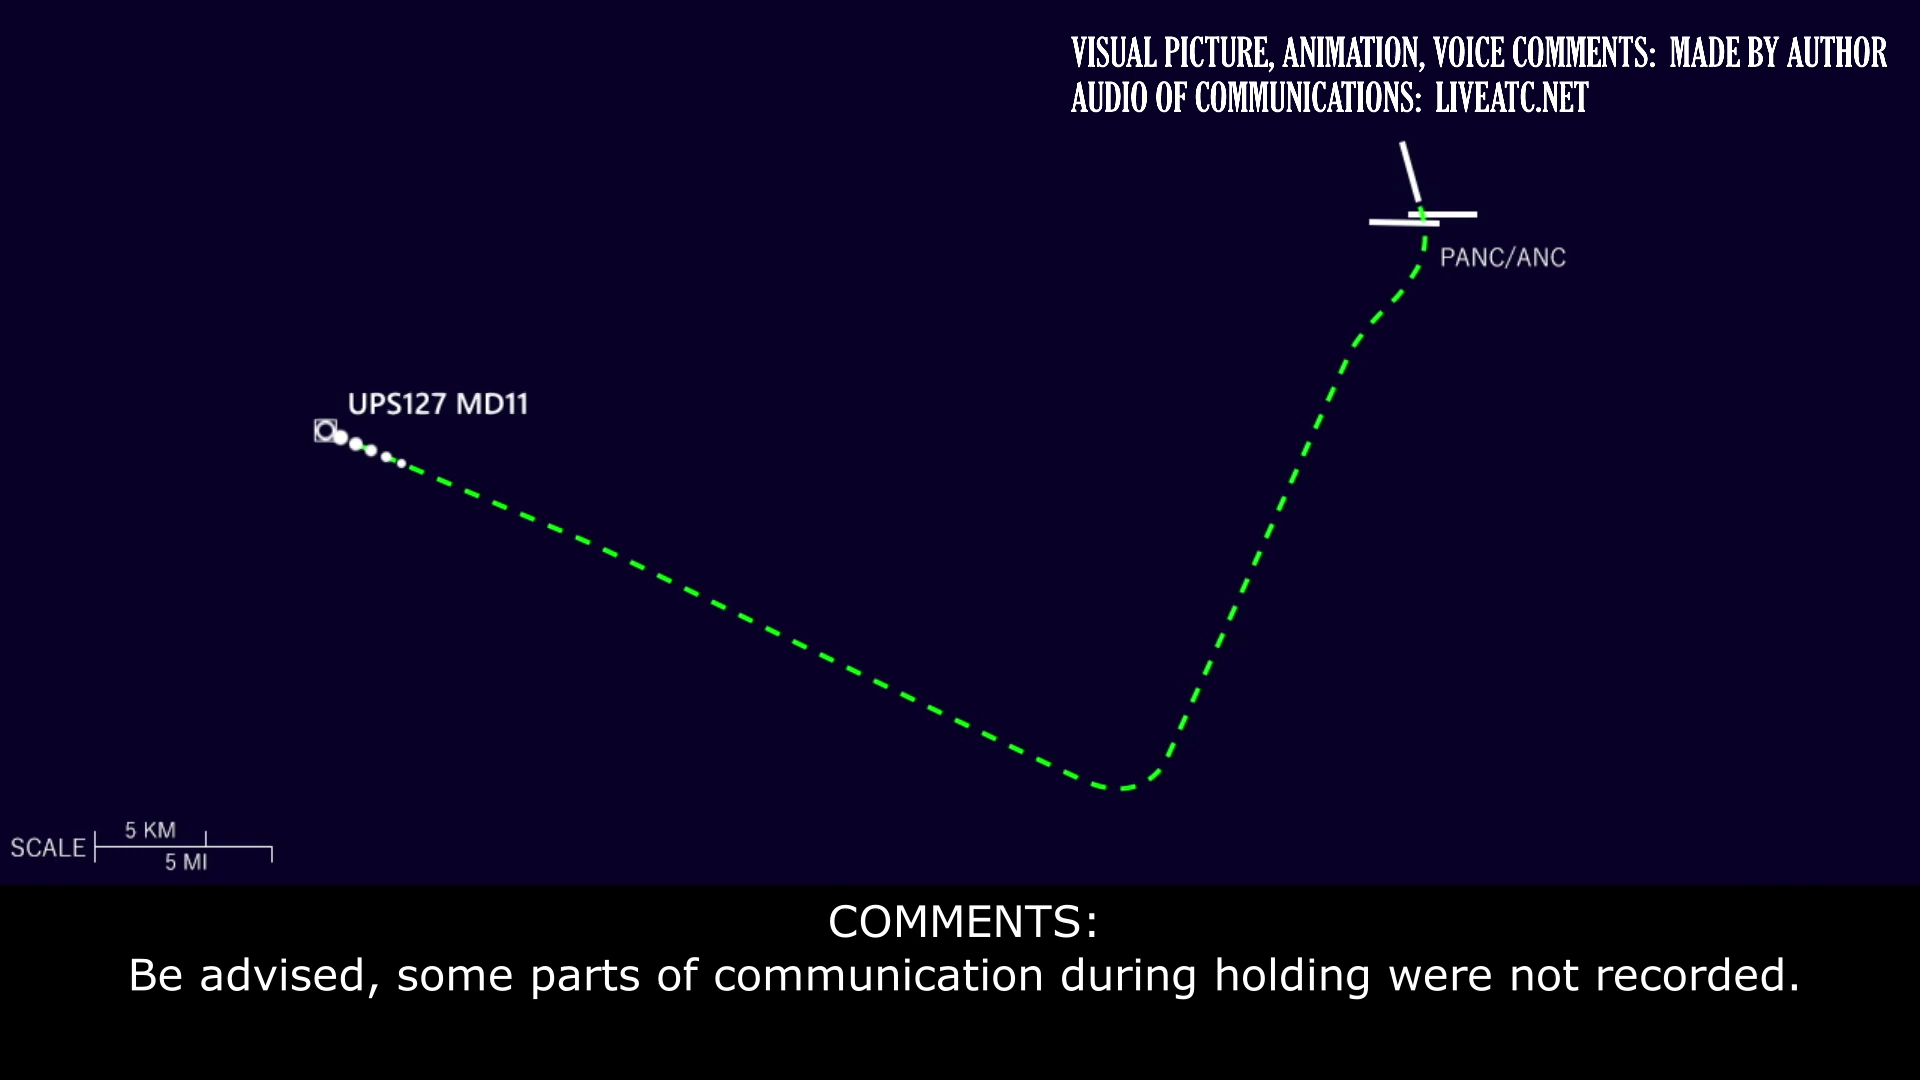 VISUAL PICTURE, ANIMATION, VOICE COMMENTS: MADE BY AUTHOR
AUDIO OF COMMUNICATIONS: LIVEATC.NET
PANC/ANC
UPS127 MD11
5 KM
SCALE
5 MI
COMMENTS:
Be advised, some parts of communication during holding were not recorded.